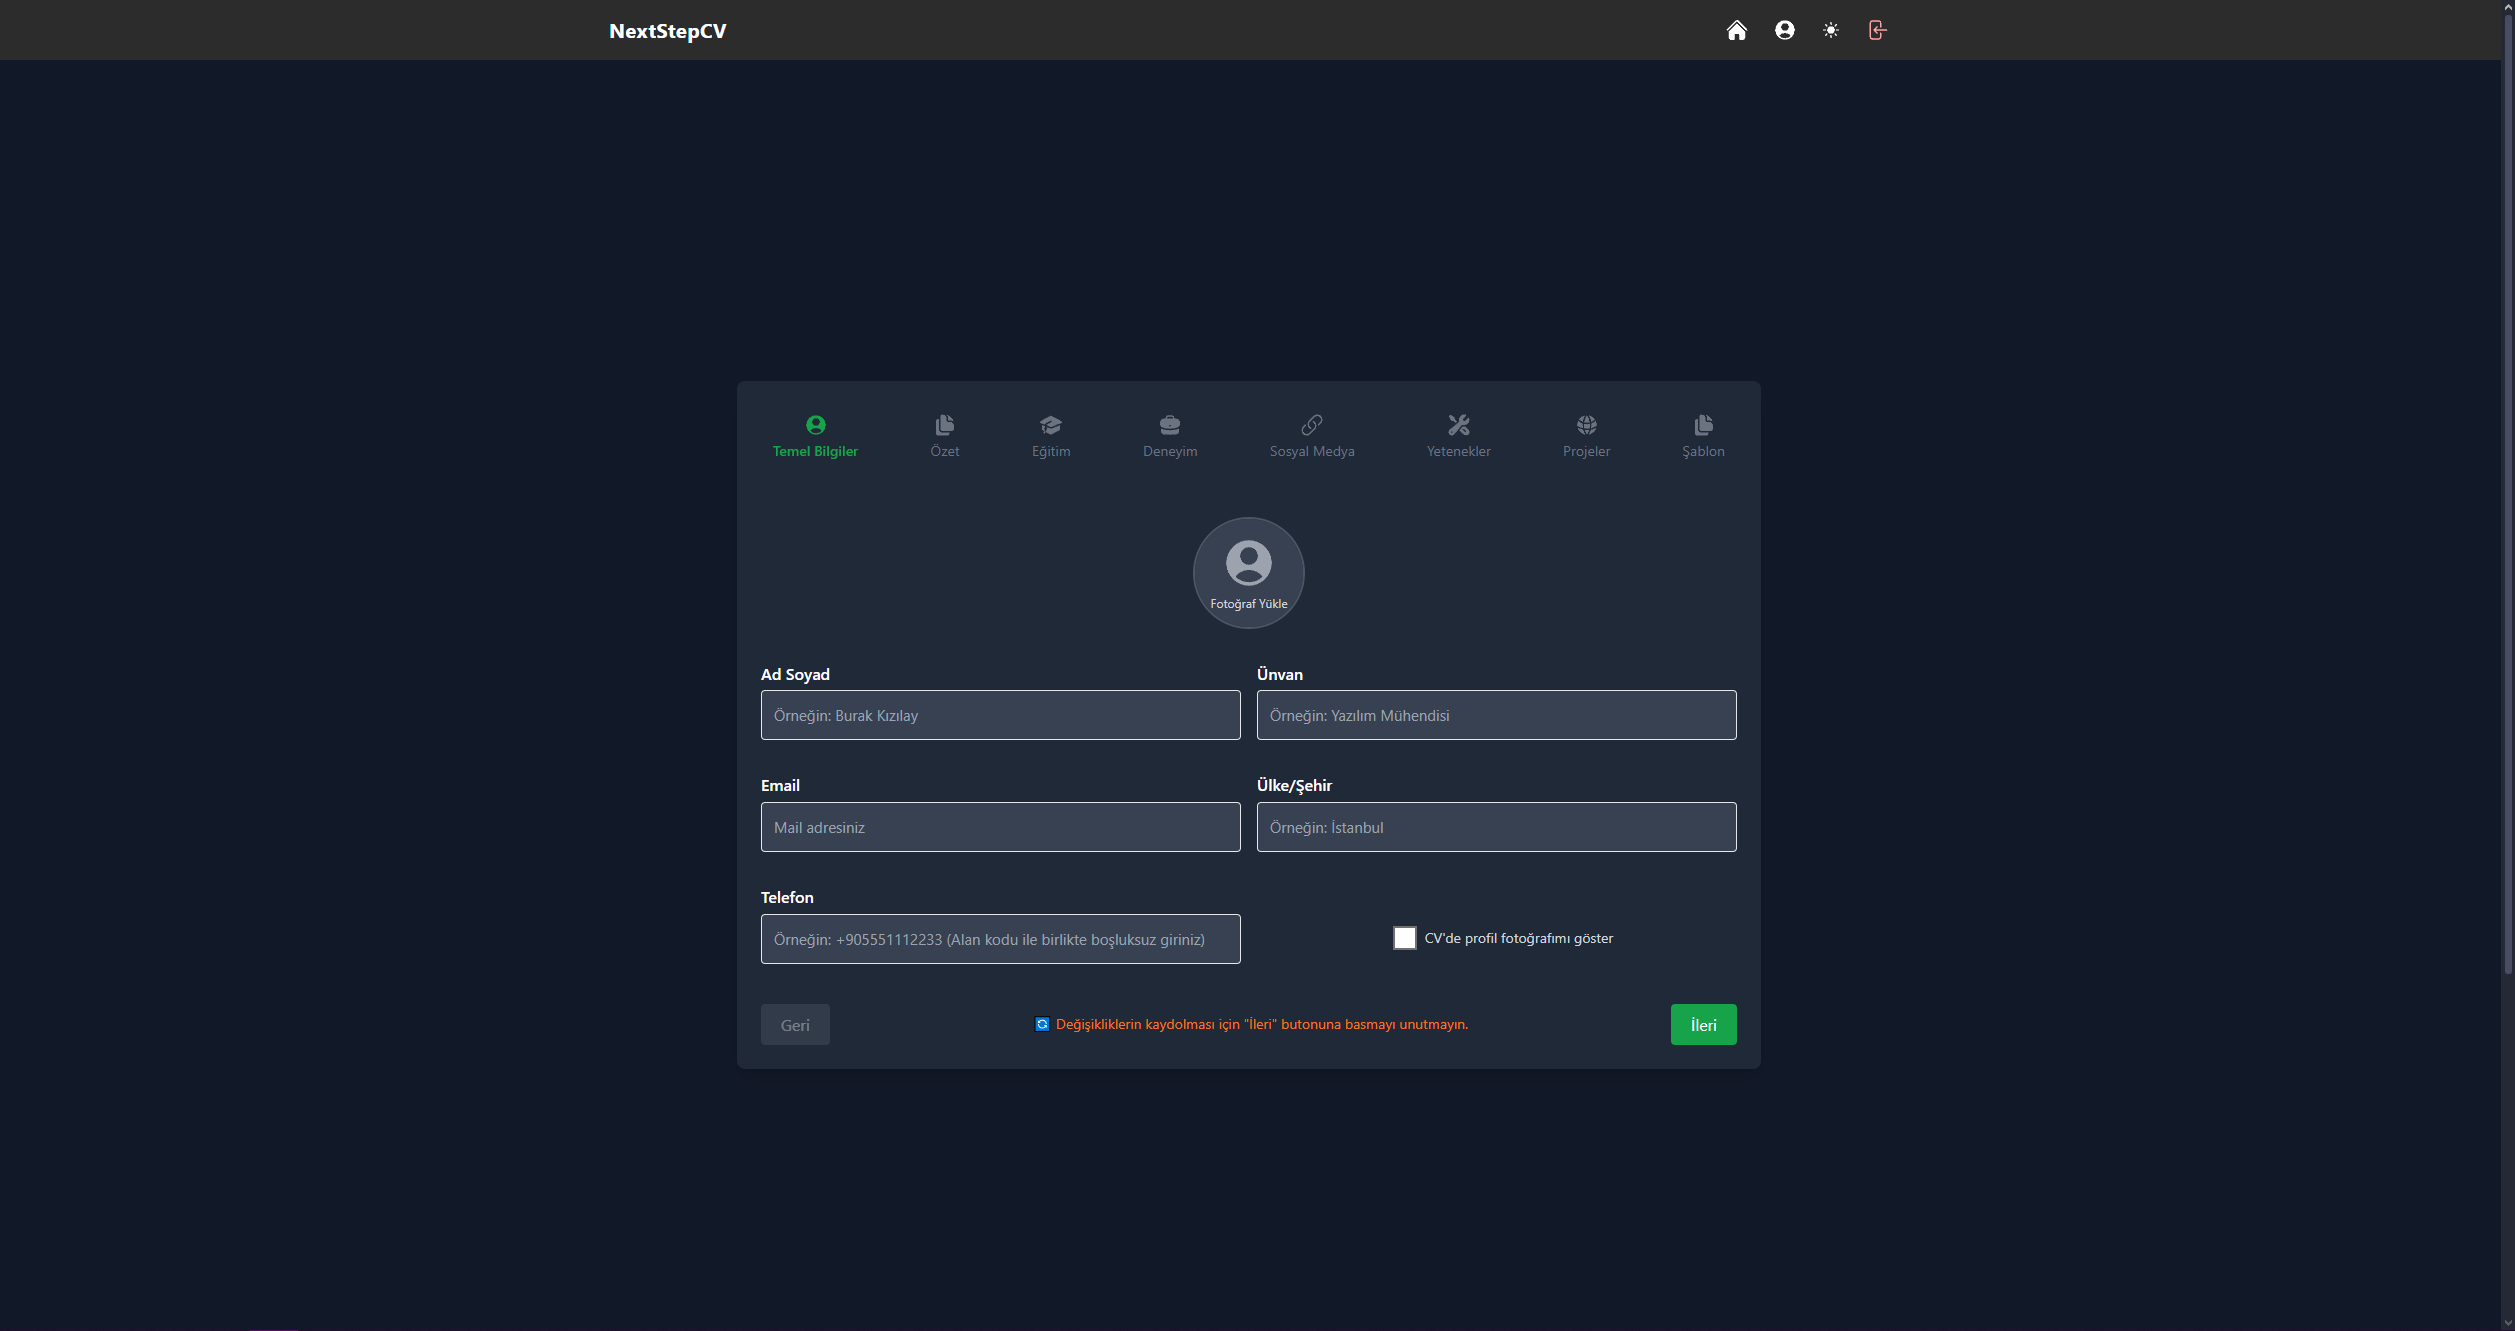 NextStepCV
Temel Bilgiler
Özet
Eğitim
Deneyim
Sosyal Medya
Yetenekler
Projeler
Şablon
Fotoğraf Yükle
Ad Soyad
Ünvan
Örneğin: Burak Kızılay
Örneğin: Yazılım Mühendisi
Email
Ülke/Şehir
Mail adresiniz
Örneğin: İstanbul
Telefon
Örneğin: +905551112233 (Alan kodu ile birlikte boşluksuz giriniz)
CV'de profil fotoğrafımı göster
Geri
Değişikliklerin kaydolması için "İleri" butonuna basmayı unutmayın.
İleri